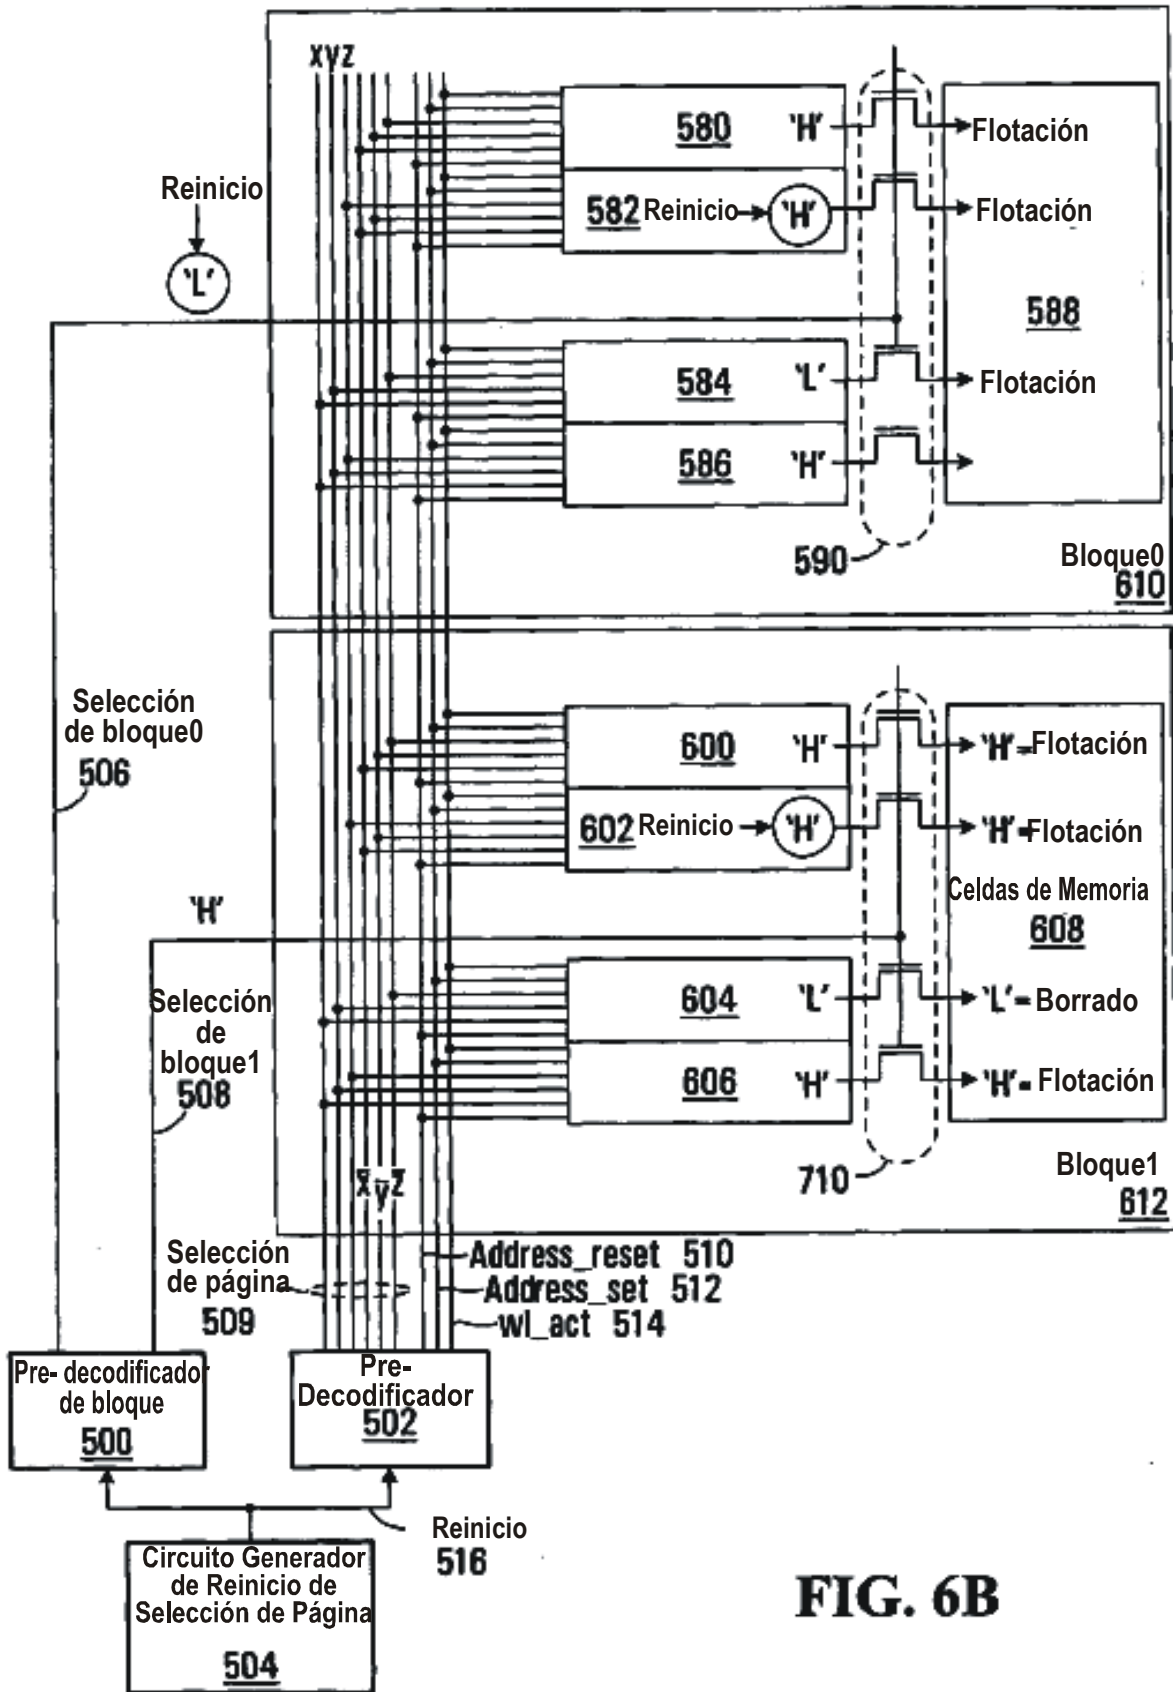 xyz
580 'H'
Flotación
Reinicio
'L'
582 Reinicio 'H'
Flotación
588
584 'L'
Flotación
586 'H'
590
Bloque0
610
Selección
de bloque0
506
600 'H'
'H'=Flotación
602 Reinicio 'H'
'H'=Flotación
Celdas de Memoria
608
'H'
Selección
de
bloque1
508
604 'L'
'L'= Borrado
606 'H'
'H'= Flotación
710
Bloque1
612
x̄ ȳ z̄
Selección
de página
509
Address_reset 510
Address_set 512
wl_act 514
Pre- decodificador
de bloque
500
Pre-
Decodificador
502
Reinicio
516
Circuito Generador
de Reinicio de
Selección de Página
504
FIG. 6B